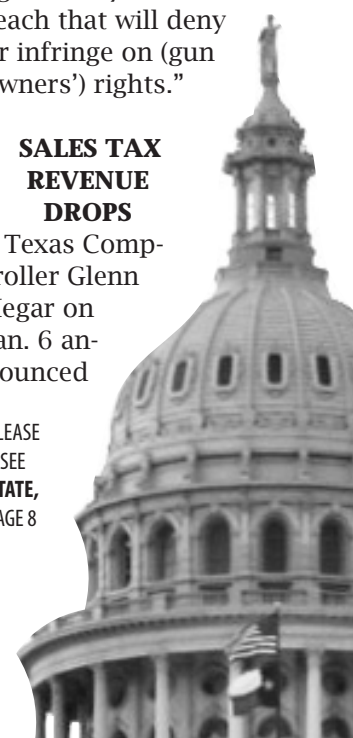 each that will deny
r infringe on (gun
wners’) rights.”
SALES TAX
REVENUE
DROPS
Texas Comp-
roller Glenn
egar on
an. 6 an-
ounced
LEASE
SEE
TATE,
AGE 8